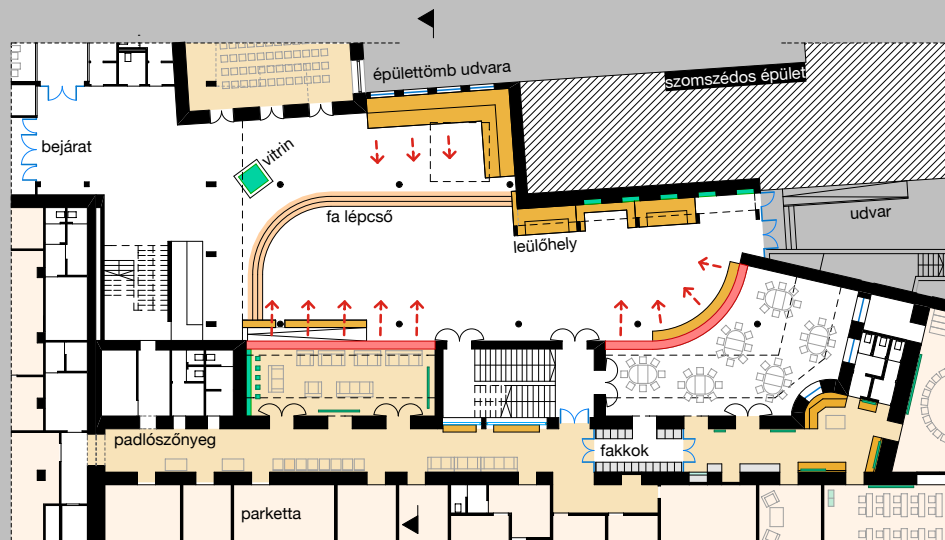 épülettömb udvara
szomszédos épület
bejárat
vitrin
fa lépcső
udvar
leülőhely
padlószőnyeg
fakkok
parketta